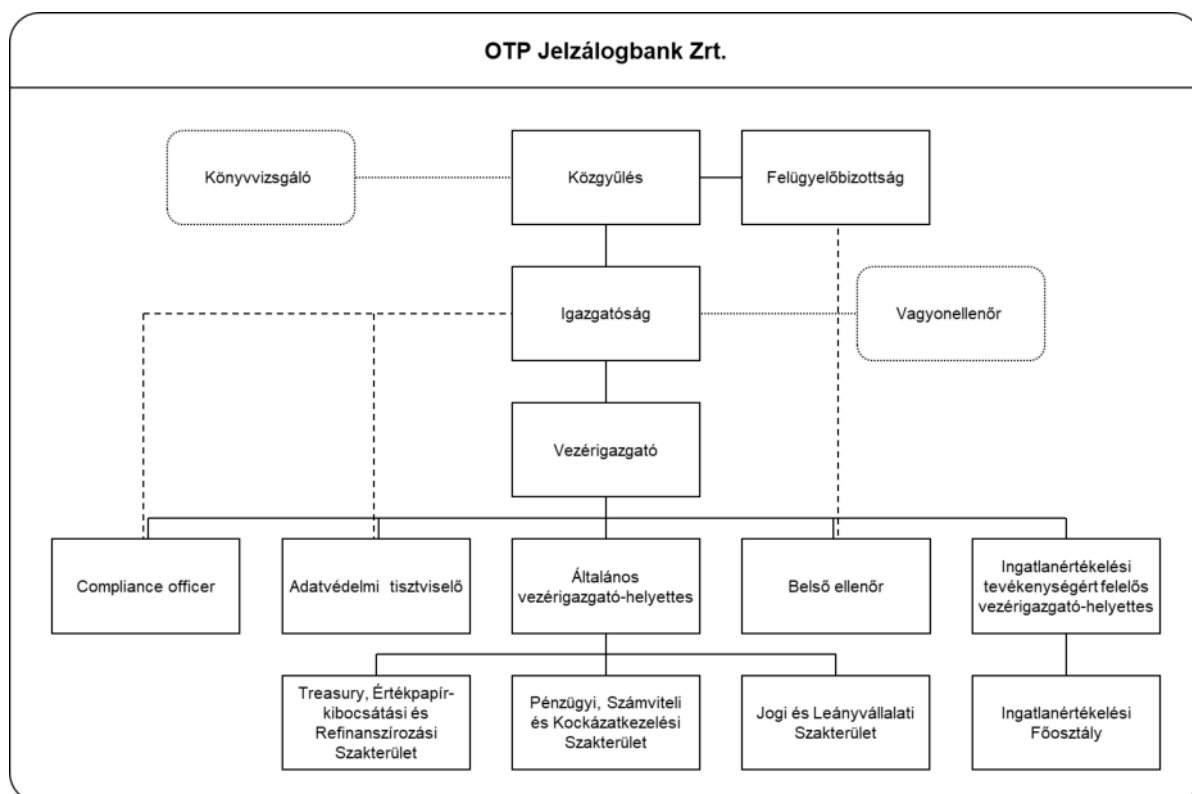 OTP Jelzálogbank Zrt.
Könyvvizsgáló
Közgyűlés
Felügyelőbizottság
Igazgatóság
Vagyonellenőr
Vezérigazgató
Compliance officer
Adatvédelmi tisztviselő
Általános
vezérigazgató-helyettes
Belső ellenőr
Ingatlanértékelési
tevékenységért felelős
vezérigazgató-helyettes
Treasury, Értékpapír-
kibocsátási és
Refinanszírozási
Szakterület
Pénzügyi, Számviteli
és Kockázatkezelési
Szakterület
Jogi és Leányvállalati
Szakterület
Ingatlanértékelési
Főosztály